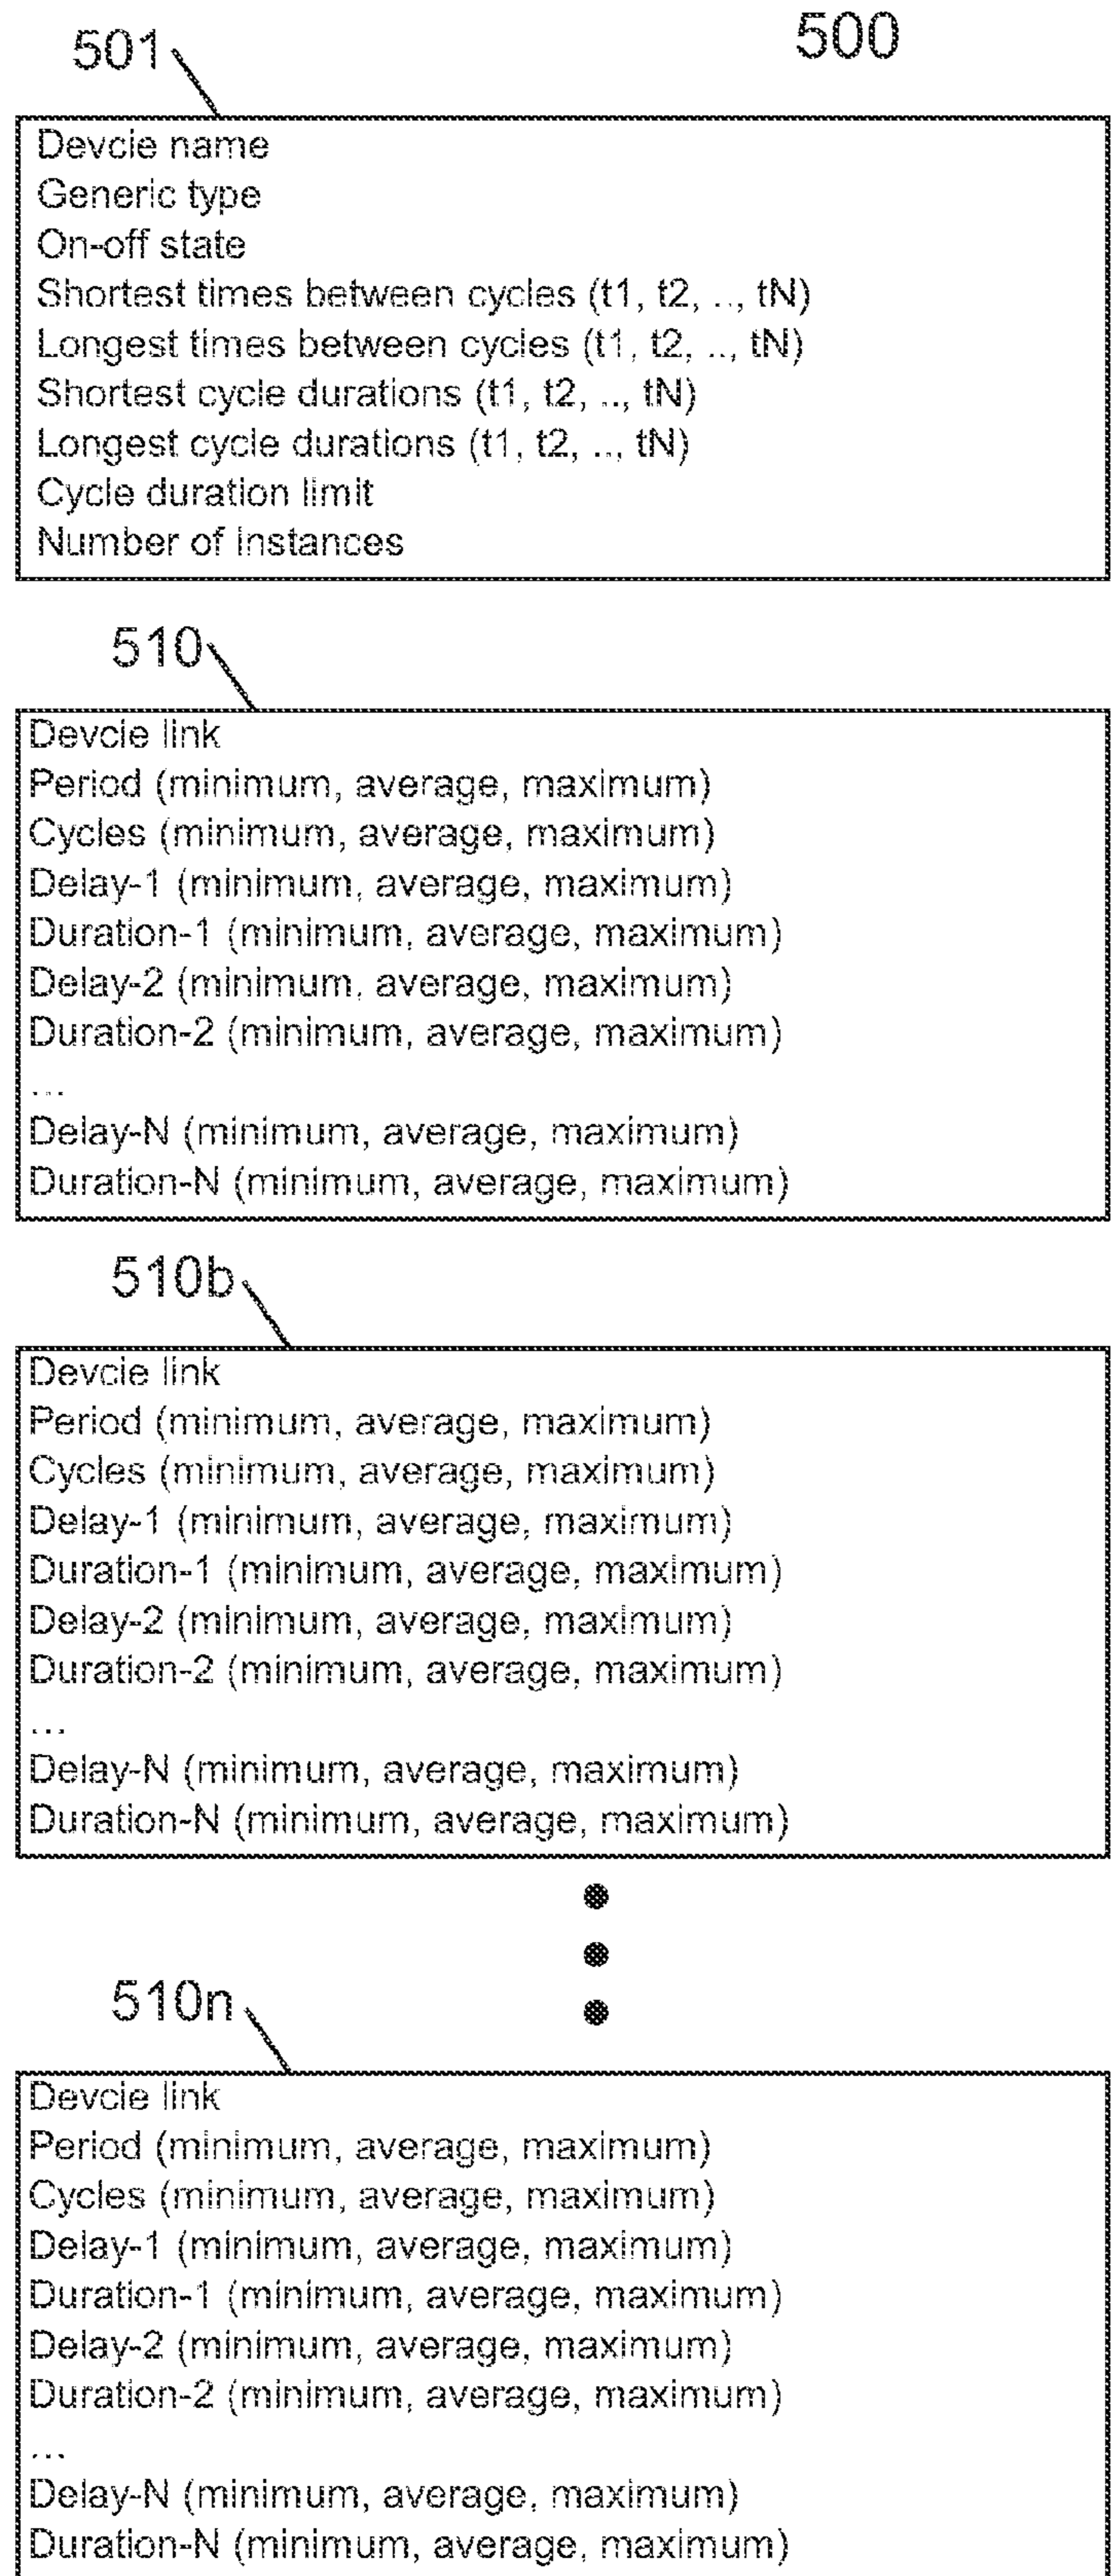 501
500
Devcie name
Generic type
On-off state
Shortest times between cycles (t1, t2, .., tN)
Longest times between cycles (t1, t2, .., tN)
Shortest cycle durations (t1, t2, .., tN)
Longest cycle durations (t1, t2, .., tN)
Cycle duration limit
Number of instances
510
Devcie link
Period (minimum, average, maximum)
Cycles (minimum, average, maximum)
Delay-1 (minimum, average, maximum)
Duration-1 (minimum, average, maximum)
Delay-2 (minimum, average, maximum)
Duration-2 (minimum, average, maximum)
...
Delay-N (minimum, average, maximum)
Duration-N (minimum, average, maximum)
510b
Devcie link
Period (minimum, average, maximum)
Cycles (minimum, average, maximum)
Delay-1 (minimum, average, maximum)
Duration-1 (minimum, average, maximum)
Delay-2 (minimum, average, maximum)
Duration-2 (minimum, average, maximum)
...
Delay-N (minimum, average, maximum)
Duration-N (minimum, average, maximum)
510n
Devcie link
Period (minimum, average, maximum)
Cycles (minimum, average, maximum)
Delay-1 (minimum, average, maximum)
Duration-1 (minimum, average, maximum)
Delay-2 (minimum, average, maximum)
Duration-2 (minimum, average, maximum)
...
Delay-N (minimum, average, maximum)
Duration-N (minimum, average, maximum)